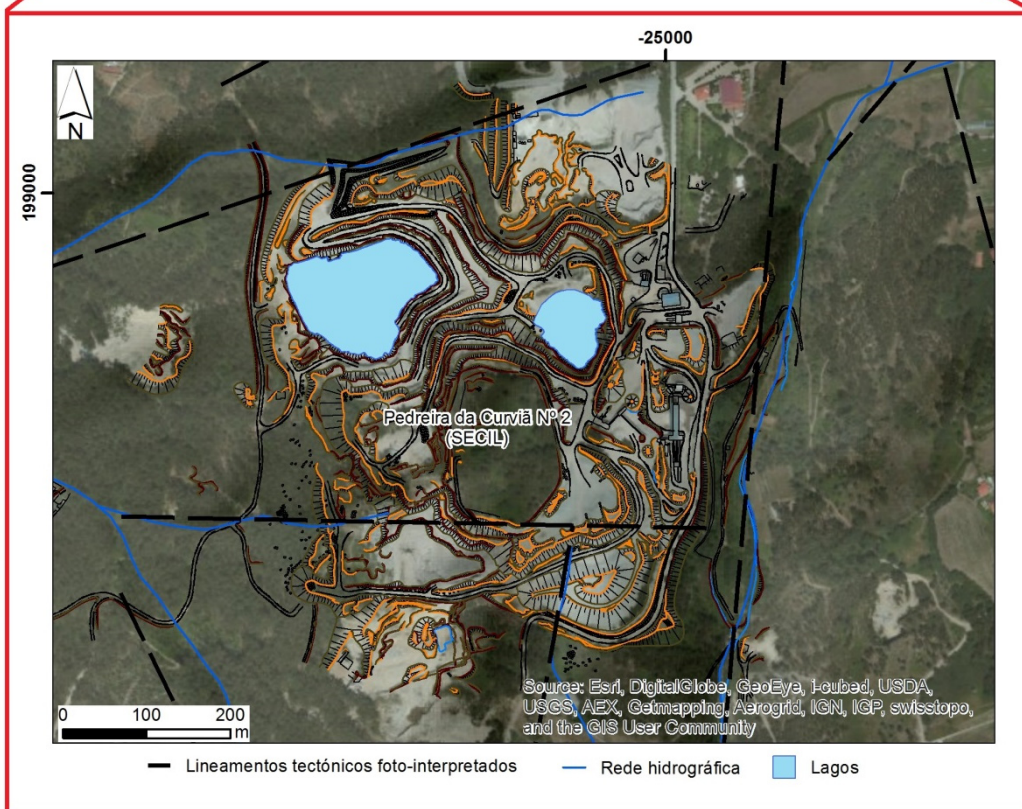 -25000
N
199000
Pedreira da Curviã Nº 2
(SECIL)
Source: Esri, DigitalGlobe, GeoEye, i-cubed, USDA,
USGS, AEX, Getmapping, Aerogrid, IGN, IGP, swisstopo,
and the GIS User Community
0 100 200
m
Lineamentos tectónicos foto-interpretados
Rede hidrográfica
Lagos